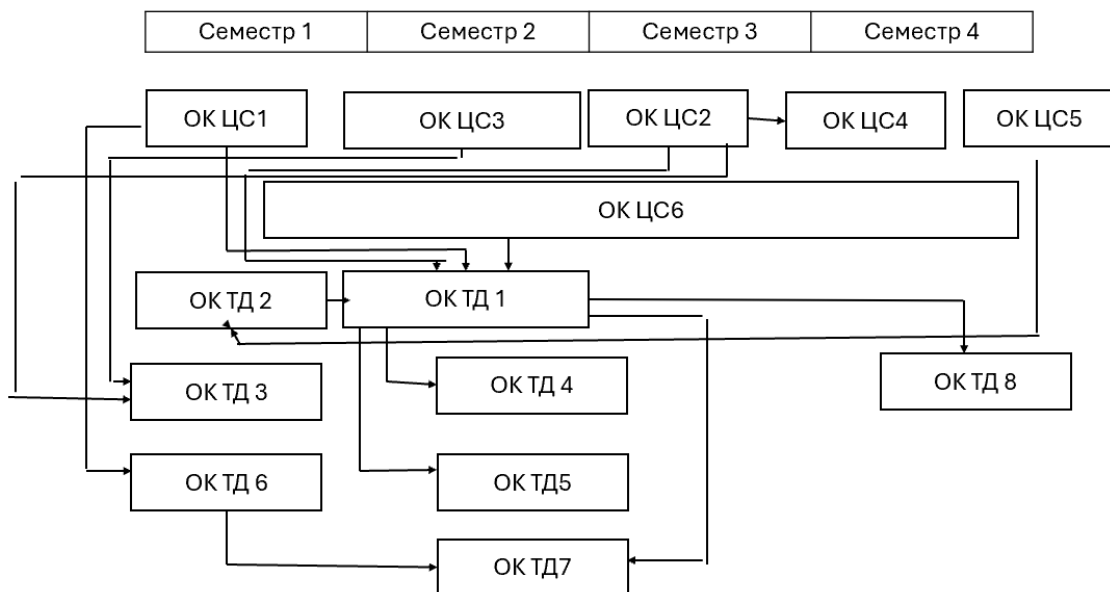 Семестр 1
Семестр 2
Семестр 3
Семестр 4
ОК ЦС1
ОК ЦС3
ОК ЦС2
ОК ЦС4
ОК ЦС5
ОК ЦС6
ОК ТД 2
ОК ТД 1
ОК ТД 3
ОК ТД 4
ОК ТД 8
ОК ТД 6
ОК ТД5
ОК ТД7